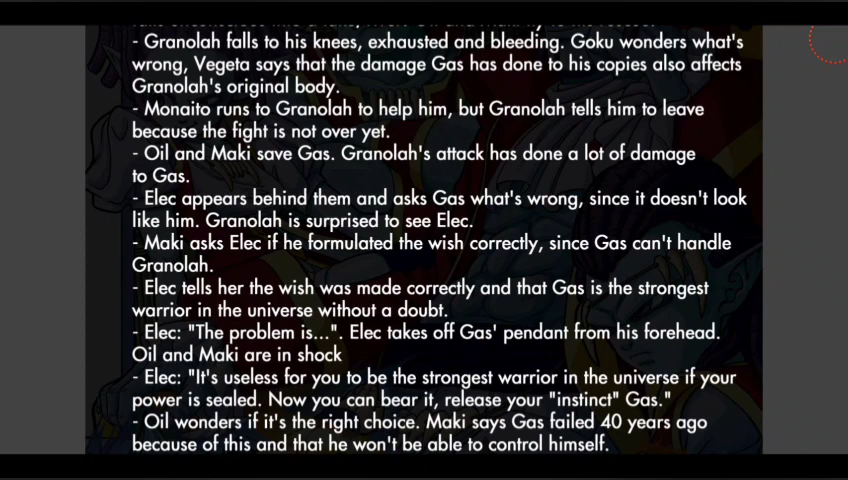 - Granolah falls to his knees, exhausted and bleeding. Goku wonders what's
wrong, Vegeta says that the damage Gas has done to his copies also affects
Granolah's original body.
- Monaito runs to Granolah to help him, but Granolah tells him to leave
because the fight is not over yet.
- Oil and Maki save Gas. Granolah's attack has done a lot of damage
to Gas.
- Elec appears behind them and asks Gas what's wrong, since it doesn't look
like him. Granolah is surprised to see Elec.
- Maki asks Elec if he formulated the wish correctly, since Gas can't handle
Granolah.
- Elec tells her the wish was made correctly and that Gas is the strongest
warrior in the universe without a doubt.
- Elec: "The problem is...". Elec takes off Gas' pendant from his forehead.
Oil and Maki are in shock
- Elec: "It's useless for you to be the strongest warrior in the universe if your
power is sealed. Now you can bear it, release your "instinct" Gas."
- Oil wonders if it's the right choice. Maki says Gas failed 40 years ago
because of this and that he won't be able to control himself.